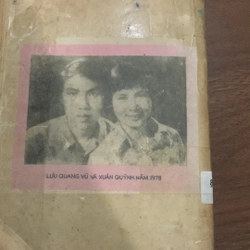 LƯU QUANG VŨ VÀ XUÂN QUỲNH NĂM 1978